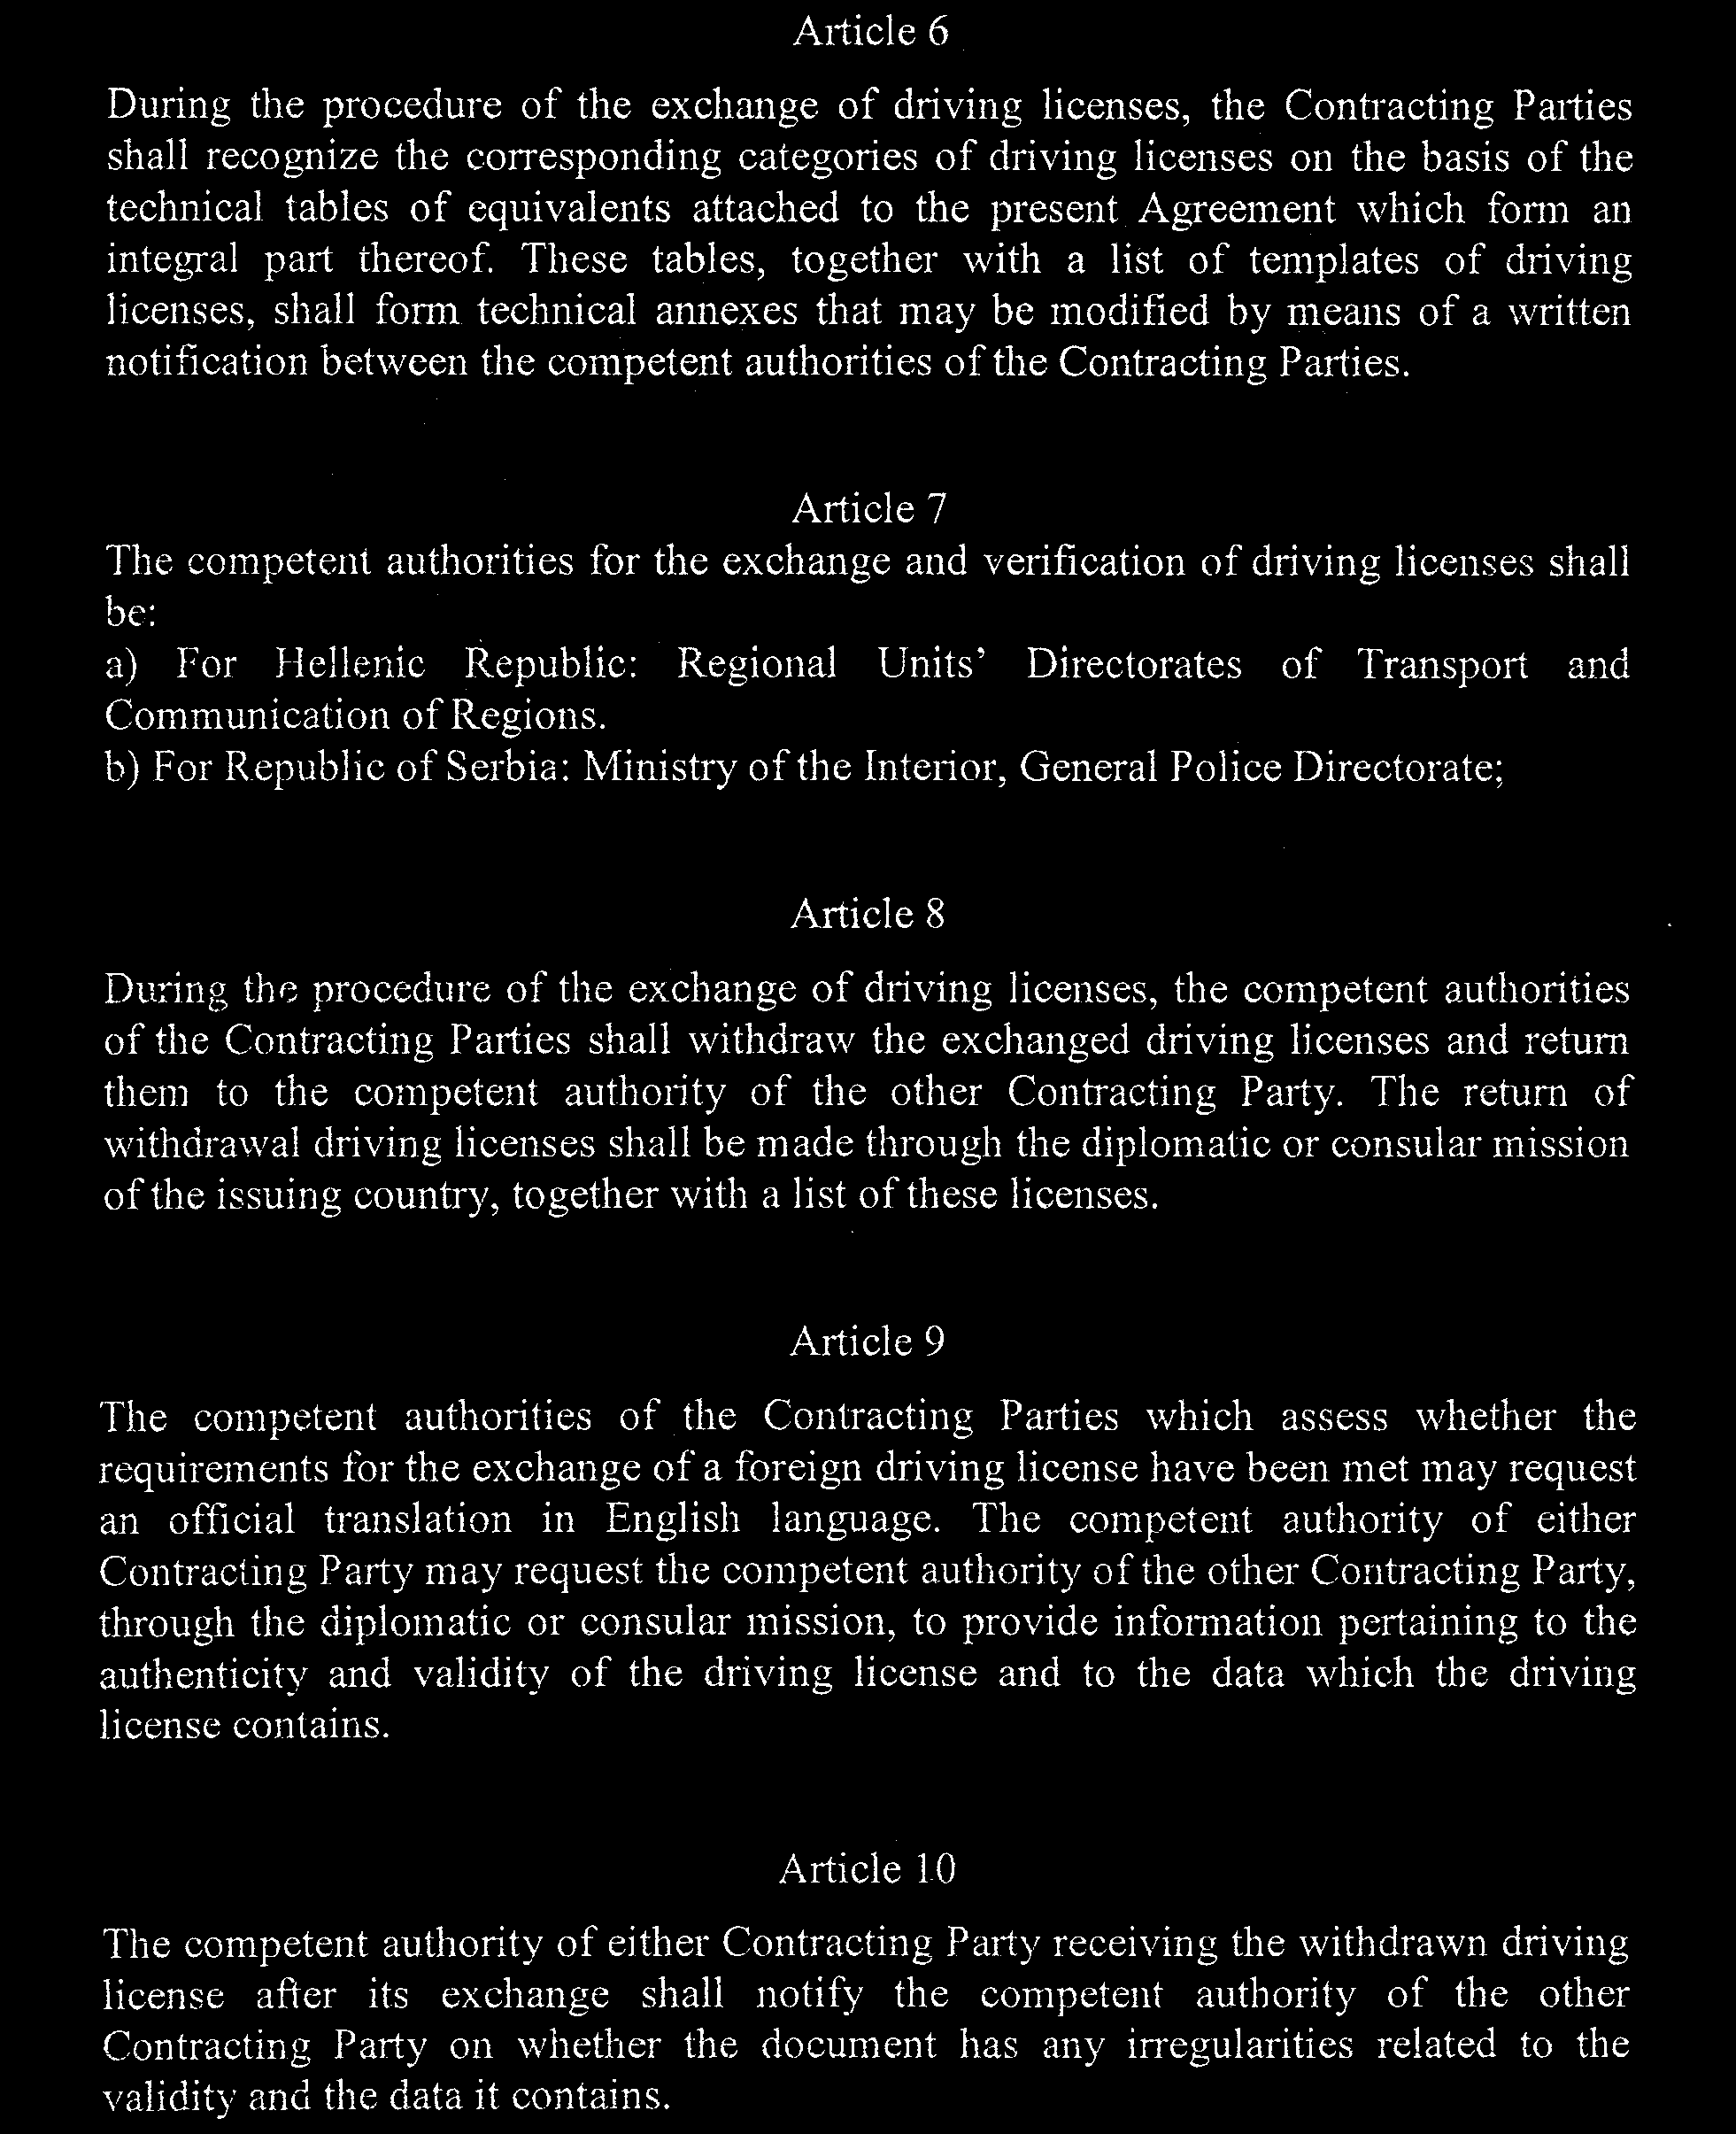 Article 6
During the procedure of the exchange of driving licenses, the Contracting Parties
shall recognize the corresponding categories of driving licenses on the basis of the
technical tables of equivalents attached to the present Agreement which form an
integral part thereof. These tables, together with a list of templates of driving
licenses, shall form technical annexes that may be modified by means of a written
notification between the competent authorities of the Contracting Parties.
Article 7
The competent authorities for the exchange and verification of driving licenses shall
be:
a) For Hellenic Republic: Regional Units' Directorates of Transport and
Communication of Regions.
b) For Republic of Serbia: Ministry of the Interior, General Police Directorate;
Article 8
During the procedure of the exchange of driving licenses, the competent authorities
of the Contracting Parties shall withdraw the exchanged driving licenses and return
them to the competent authority of the other Contracting Party. The return of
withdrawal driving licenses shall be made through the diplomatic or consular mission
of the issuing country, together with a list of these licenses.
Article 9
The competent authorities of the Contracting Parties which assess whether the
requirements for the exchange of a foreign driving license have been met may request
an official translation in English language. The competent authority of either
Contracting Party may request the competent authority of the other Contracting Party,
through the diplomatic or consular mission, to provide information pertaining to the
authenticity and validity of the driving license and to the data which the driving
license contains.
Article 10
The competent authority of either Contracting Party receiving the withdrawn driving
license after its exchange shall notify the competent authority of the other
Contracting Party on whether the document has any irregularities related to the
validity and the data it contains.